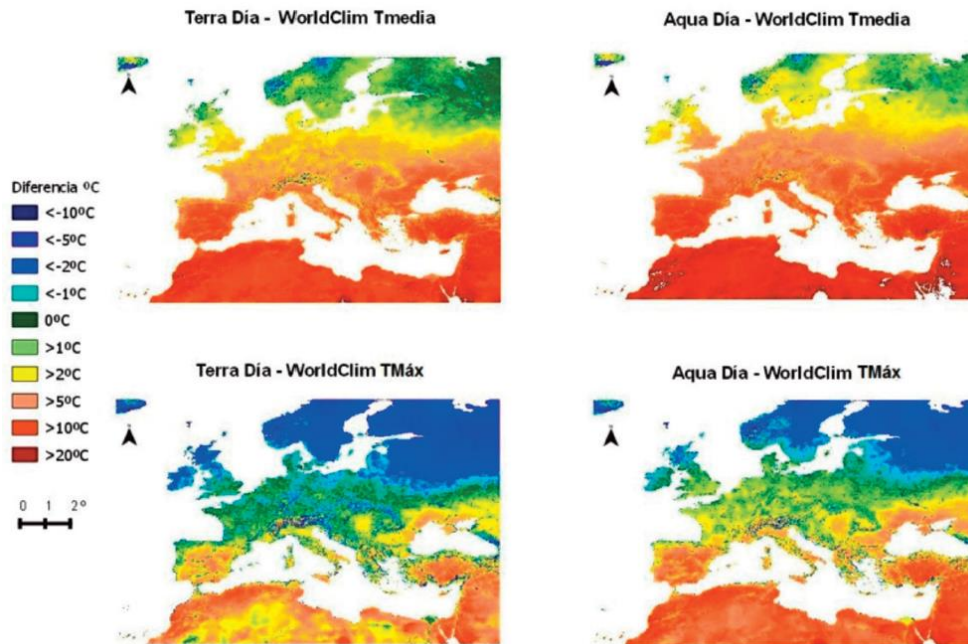 Terra Día - WorldClim Tmedia
Aqua Día - WorldClim Tmedia
Diferencia ºC
<-10ºC
<-5ºC
<-2ºC
<-1ºC
0ºC
>1ºC
>2ºC
>5ºC
>10ºC
>20ºC
0 1 2°
Terra Día - WorldClim TMáx
Aqua Día - WorldClim TMáx